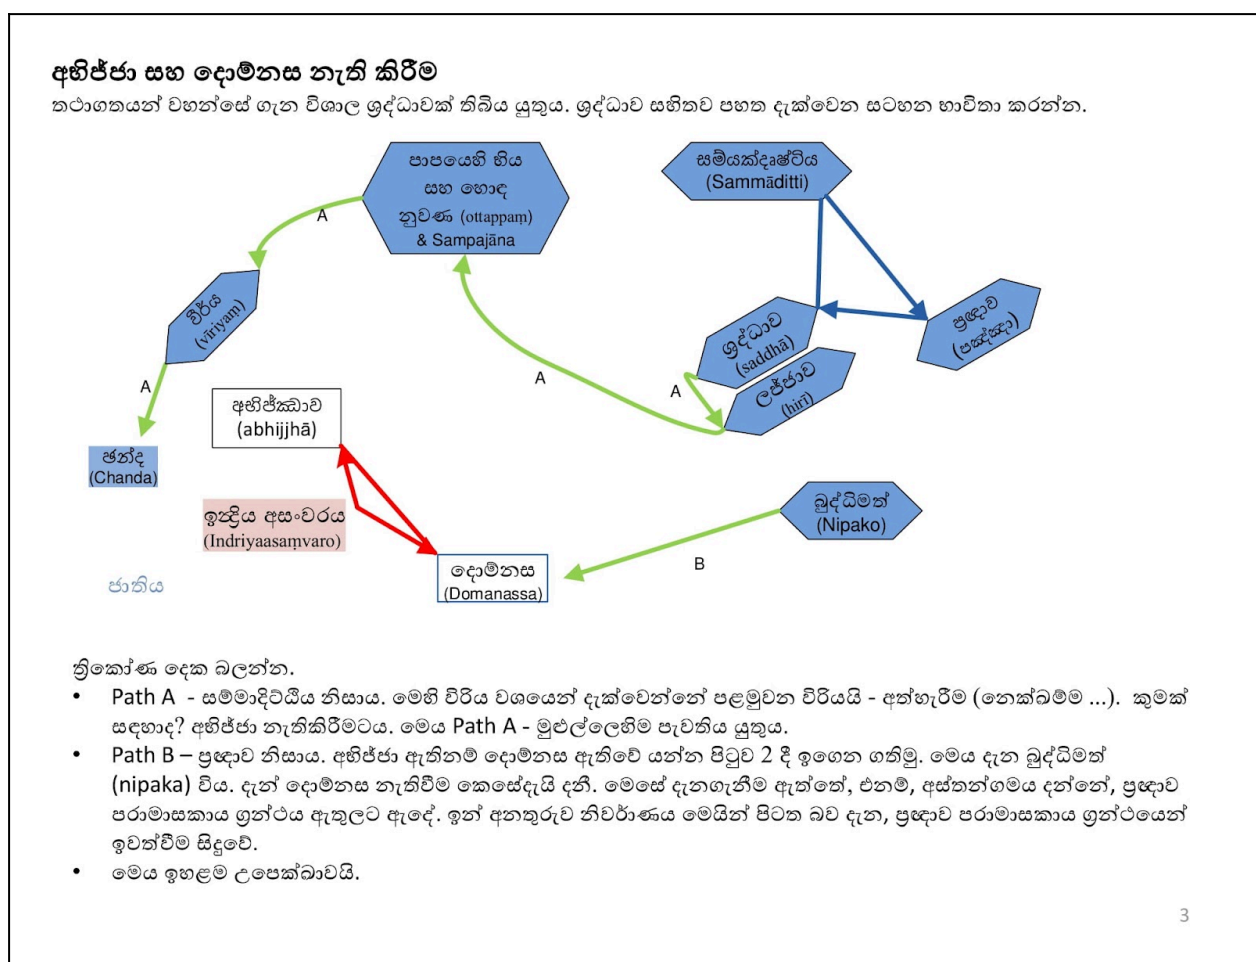 අභිජ්ජා සහ දොම්නස නැති කිරීම
තථාගතයන් වහන්සේ ගැන විශාල ශ්‍රද්ධාවක් තිබිය යුතුය. ශ්‍රද්ධාව සහිතව පහත දැක්වෙන සටහන භාවිතා කරන්න.
පාපයෙහි භිය
සහ හොඳ
නුවණ (ottappaṃ)
& Sampajāna
සම්යක්දෘෂ්ටිය
(Sammāditti)
A
වීර්ය
(vīriyaṃ)
ශ්‍රද්ධාව
(saddhā)
ප්‍රඥාව
(පඤ්ඤා)
ලජ්ජාව
(hirī)
A
A
A
අභිජ්ඣාව
(abhijjhā)
ඡන්ද
(Chanda)
ඉන්ද්‍රිය අසංවරය
(Indriyaasaṃvaro)
බුද්ධිමත්
(Nipako)
B
දොම්නස
(Domanassa)
ජාතිය
ත්‍රිකෝණ දෙක බලන්න.
• Path A - සම්මාදිට්ඨිය නිසාය. මෙහි විරිය වශයෙන් දැක්වෙන්නේ පළමුවන විරියයි - අත්හැරීම (නෙක්ඛම්ම ...). කුමක්
සඳහාද? අභිජ්ජා නැතිකිරීමටය. මෙය Path A - මුළුල්ලෙහිම පැවතිය යුතුය.
• Path B – ප්‍රඥාව නිසාය. අභිජ්ජා ඇතිනම් දොම්නස ඇතිවේ යන්න පිටුව 2 දී ඉගෙන ගතිමු. මෙය දැන බුද්ධිමත්
(nipaka) විය. දැන් දොම්නස නැතිවීම කෙසේදැයි දනී. මෙසේ දැනගැනීම ඇත්තේ, එනම්, අස්තන්ගමය දන්නේ, ප්‍රඥාව
පරාමාසකාය ග්‍රන්ථය ඇතුලට ඇදේ. ඉන් අනතුරුව නිවර්ාණය මෙයින් පිටත බව දැන, ප්‍රඥාව පරාමාසකාය ග්‍රන්ථයෙන්
ඉවත්වීම සිදුවේ.
• මෙය ඉහළම උපෙක්ඛාවයි.
3